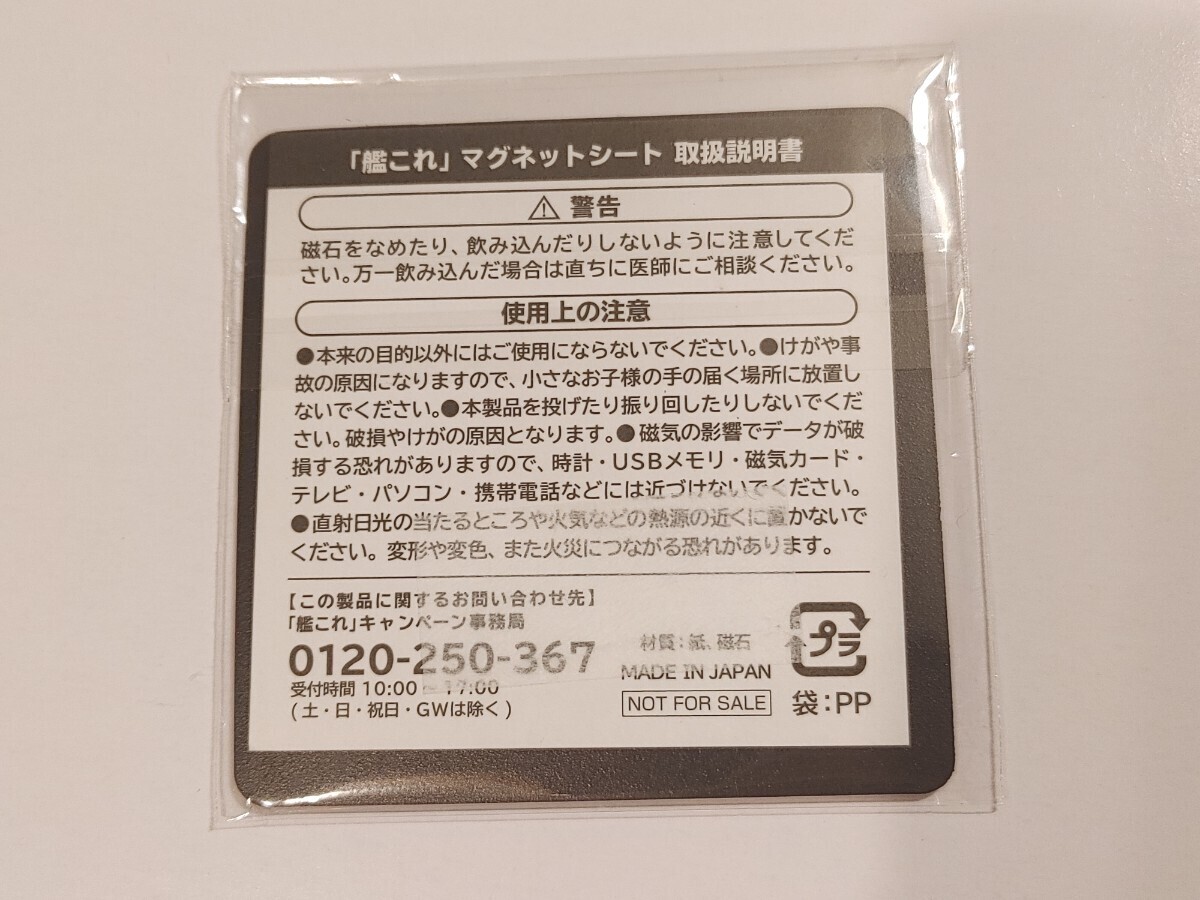 「艦これ」マグネットシート 取扱説明書
⚠ 警告
磁石をなめたり、飲み込んだりしないように注意してくだ
さい。万一飲み込んだ場合は直ちに医師にご相談ください。
使用上の注意
●本来の目的以外にはご使用にならないでください。●けがや事
故の原因になりますので、小さなお子様の手の届く場所に放置し
ないでください。●本製品を投げたり振り回したりしないでくだ
さい。破損やけがの原因となります。●磁気の影響でデータが破
損する恐れがありますので、時計・USBメモリ・磁気カード・
テレビ・パソコン・携帯電話などには近づけないでください。
●直射日光の当たるところや火気などの熱源の近くに置かないで
ください。変形や変色、また火災につながる恐れがあります。
【この製品に関するお問い合わせ先】
「艦これ」キャンペーン事務局
0120-250-367
受付時間 10:00～17:00
(土・日・祝日・GWは除く)
材質:紙、磁石
MADE IN JAPAN
NOT FOR SALE
プラ
袋:PP